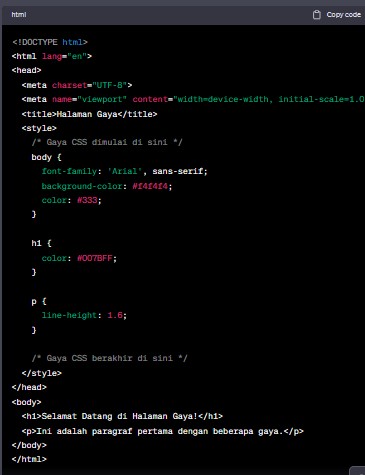 html Copy code
<!DOCTYPE html>
<html lang="en">
<head>
<meta charset="UTF-8">
<meta name="viewport" content="width=device-width, initial-scale=1.0
<title>Halaman Gaya</title>
<style>
/* Gaya CSS dimulai di sini */
body {
font-family: 'Arial', sans-serif;
background-color: #f4f4f4;
color: #333;
}
h1 {
color: #007BFF;
}
p {
line-height: 1.6;
}
/* Gaya CSS berakhir di sini */
</style>
</head>
<body>
<h1>Selamat Datang di Halaman Gaya!</h1>
<p>Ini adalah paragraf pertama dengan beberapa gaya.</p>
</body>
</html>